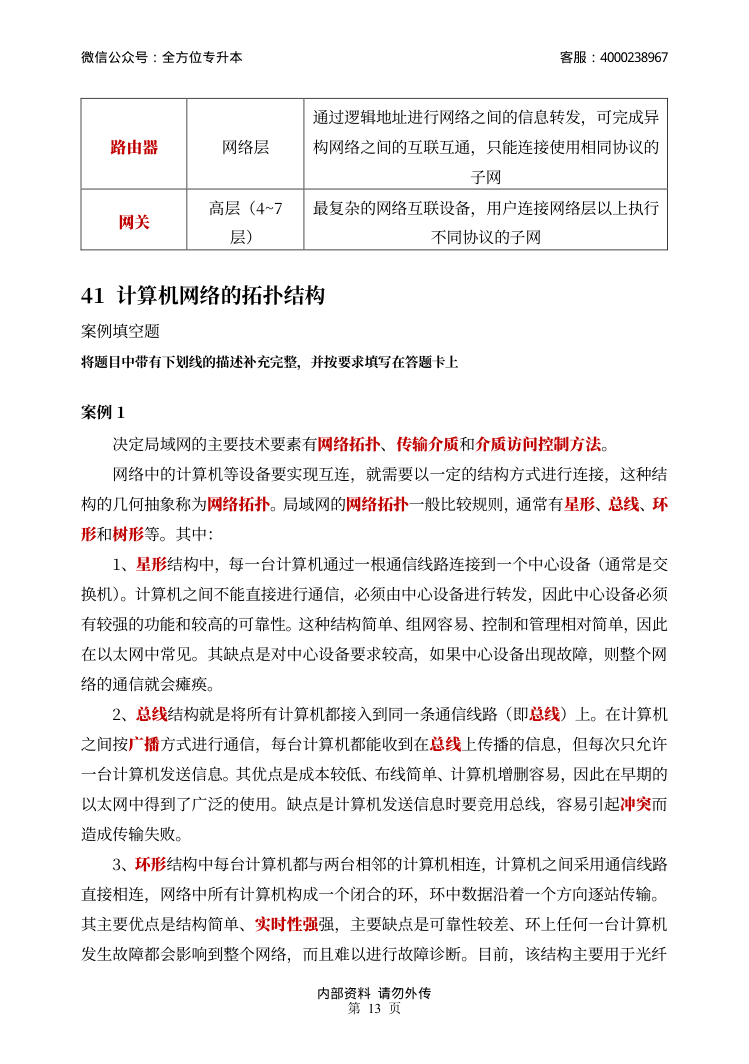 微信公众号：全方位专升本
客服：4000238967
通过逻辑地址进行网络之间的信息转发，可完成异
路由器 网络层 构网络之间的互联互通，只能连接使用相同协议的
子网
网关 高层（4~7 最复杂的网络互联设备，用户连接网络层以上执行
层） 不同协议的子网
41 计算机网络的拓扑结构
案例填空题
将题目中带有下划线的描述补充完整，并按要求填写在答题卡上
案例 1
决定局域网的主要技术要素有网络拓扑、传输介质和介质访问控制方法。
网络中的计算机等设备要实现互连，就需要以一定的结构方式进行连接，这种结
构的几何抽象称为网络拓扑。局域网的网络拓扑一般比较规则，通常有星形、总线、环
形和树形等。其中：
1、星形结构中，每一台计算机通过一根通信线路连接到一个中心设备（通常是交
换机）。计算机之间不能直接进行通信，必须由中心设备进行转发，因此中心设备必须
有较强的功能和较高的可靠性。这种结构简单、组网容易、控制和管理相对简单，因此
在以太网中常见。其缺点是对中心设备要求较高，如果中心设备出现故障，则整个网
络的通信就会瘫痪。
2、总线结构就是将所有计算机都接入到同一条通信线路（即总线）上。在计算机
之间按广播方式进行通信，每台计算机都能收到在总线上传播的信息，但每次只允许
一台计算机发送信息。其优点是成本较低、布线简单、计算机增删容易，因此在早期的
以太网中得到了广泛的使用。缺点是计算机发送信息时要竞用总线，容易引起冲突而
造成传输失败。
3、环形结构中每台计算机都与两台相邻的计算机相连，计算机之间采用通信线路
直接相连，网络中所有计算机构成一个闭合的环，环中数据沿着一个方向逐站传输。
其主要优点是结构简单、实时性强强，主要缺点是可靠性较差、环上任何一台计算机
发生故障都会影响到整个网络，而且难以进行故障诊断。目前，该结构主要用于光纤
内部资料 请勿外传
第 13 页